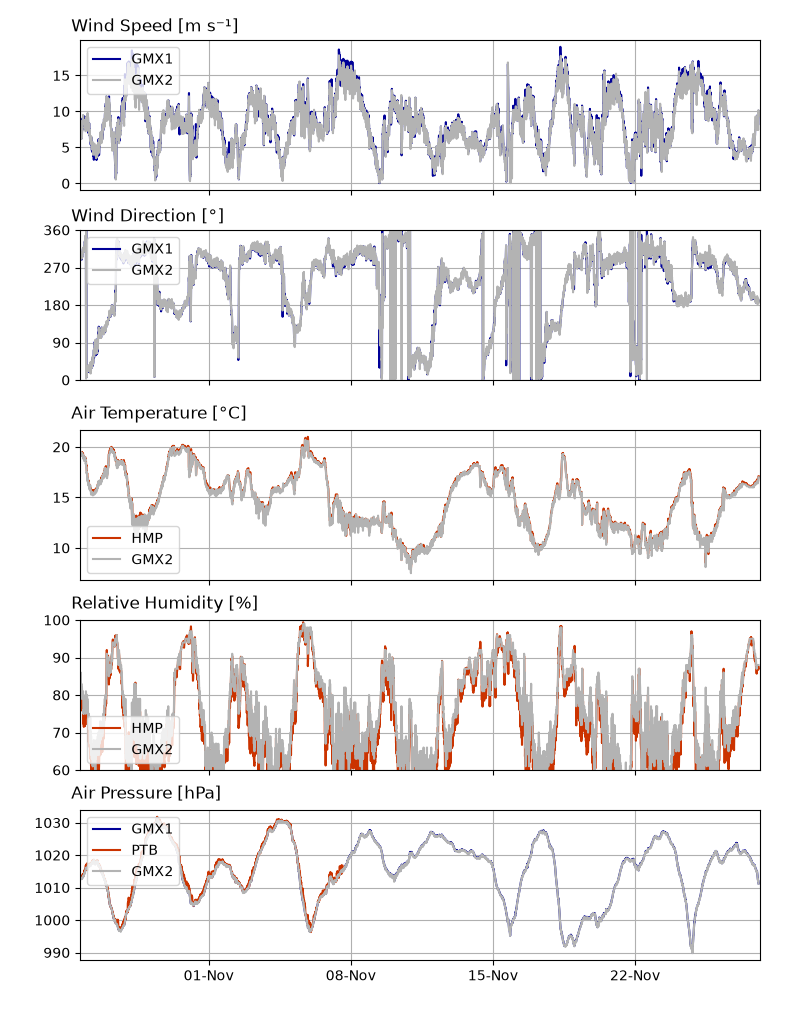 Wind Speed [m s⁻¹]
GMX1
GMX2
15
10
5
0
Wind Direction [°]
GMX1
GMX2
360
270
180
90
0
Air Temperature [°C]
20
15
10
HMP
GMX2
Relative Humidity [%]
100
90
80
70
60
HMP
GMX2
Air Pressure [hPa]
GMX1
PTB
GMX2
1030
1020
1010
1000
990
01-Nov 08-Nov 15-Nov 22-Nov